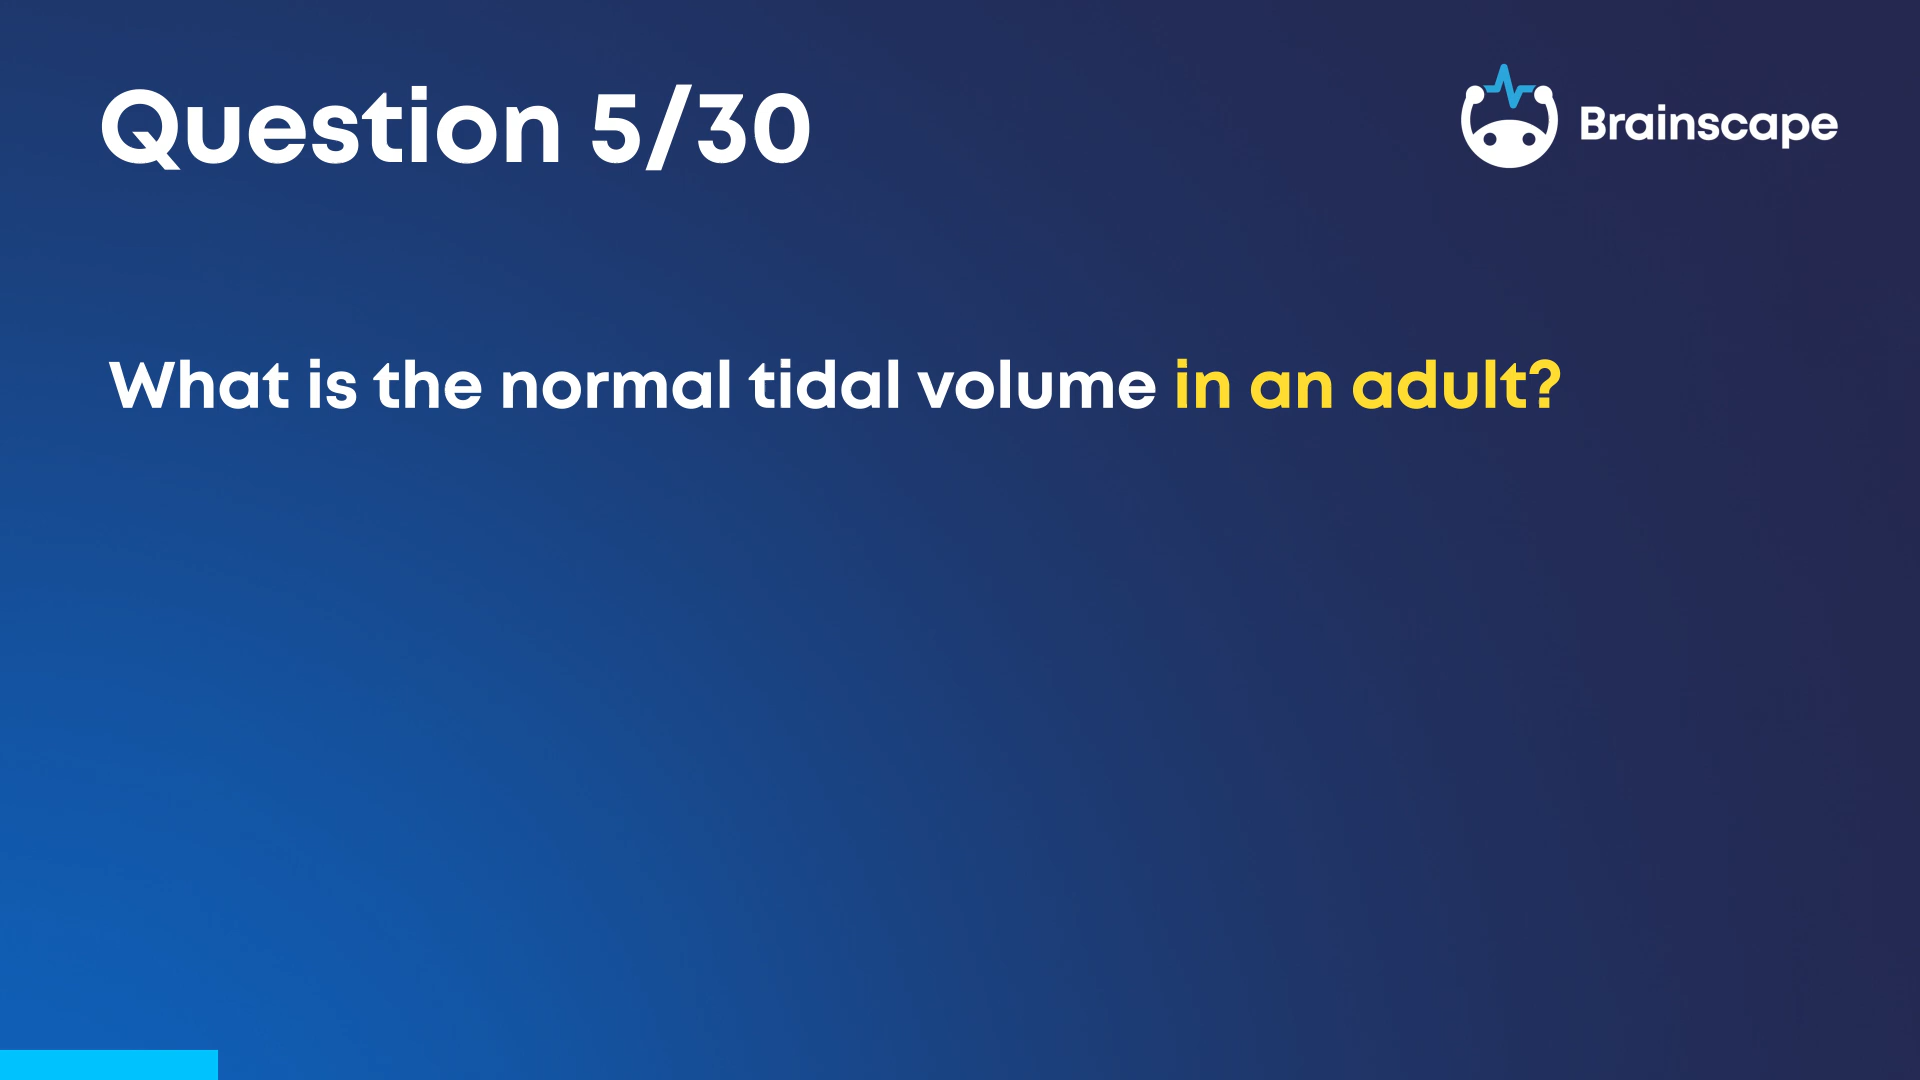 Question 5/30
Brainscape
What is the normal tidal volume in an adult?